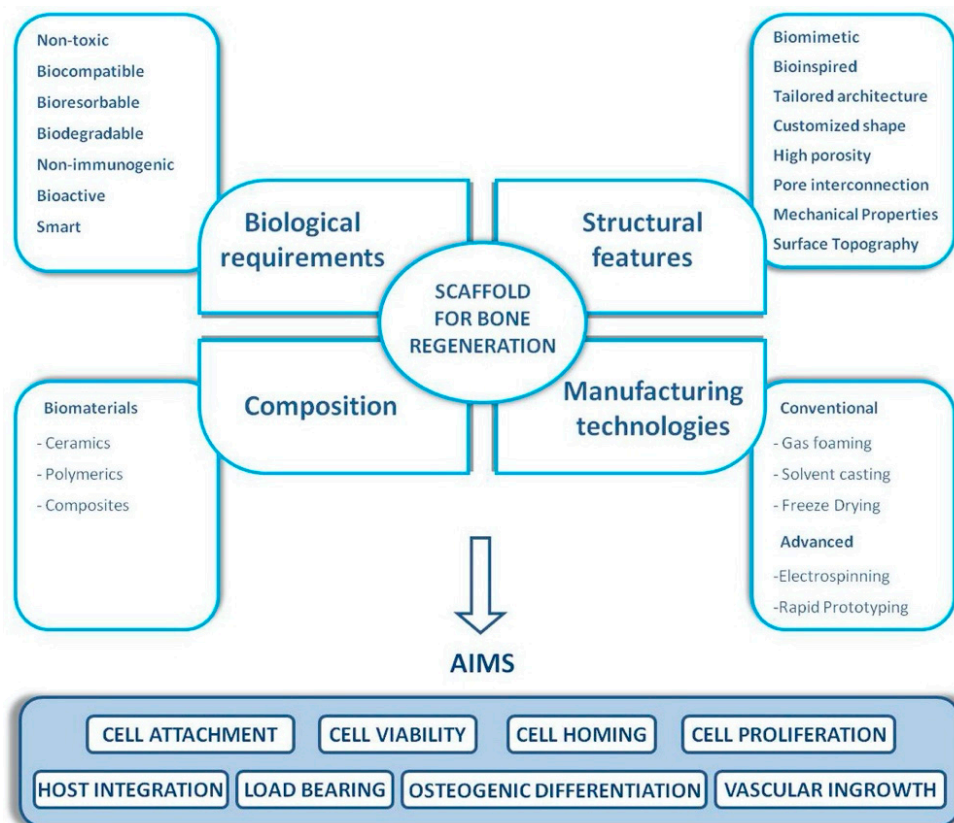 Non-toxic
Biocompatible
Bioresorbable
Biodegradable
Non-immunogenic
Bioactive
Smart
Biomimetic
Bioinspired
Tailored architecture
Customized shape
High porosity
Pore interconnection
Mechanical Properties
Surface Topography
Biological
requirements
Structural
features
SCAFFOLD
FOR BONE
REGENERATION
Composition
Manufacturing
technologies
Biomaterials
- Ceramics
- Polymerics
- Composites
Conventional
- Gas foaming
- Solvent casting
- Freeze Drying
Advanced
-Electrospinning
-Rapid Prototyping
AIMS
CELL ATTACHMENT
CELL VIABILITY
CELL HOMING
CELL PROLIFERATION
HOST INTEGRATION
LOAD BEARING
OSTEOGENIC DIFFERENTIATION
VASCULAR INGROWTH